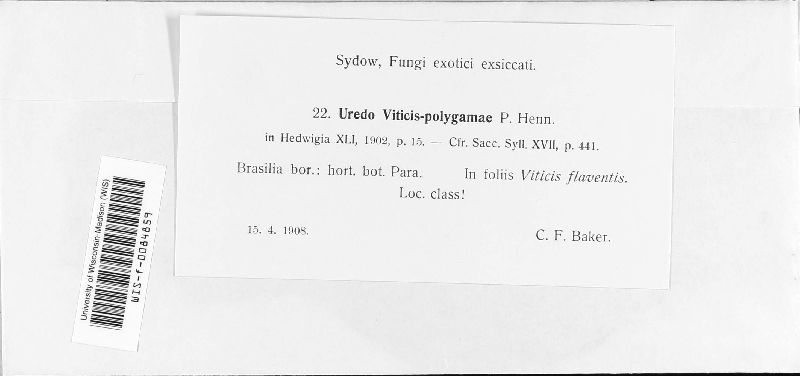 Sydow, Fungi exotici exsiccati.
22. Uredo Viticis-polygamae P. Henn.
in Hedwigia XLI, 1902, p. 15. — Cfr. Sacc. Syll. XVII, p. 441.
Brasilia bor.: hort. bot. Para. In foliis Viticis flaventis.
Loc. class!
15. 4. 1908. C. F. Baker.
University of Wisconsin-Madison (WIS)
WIS-f-0084859